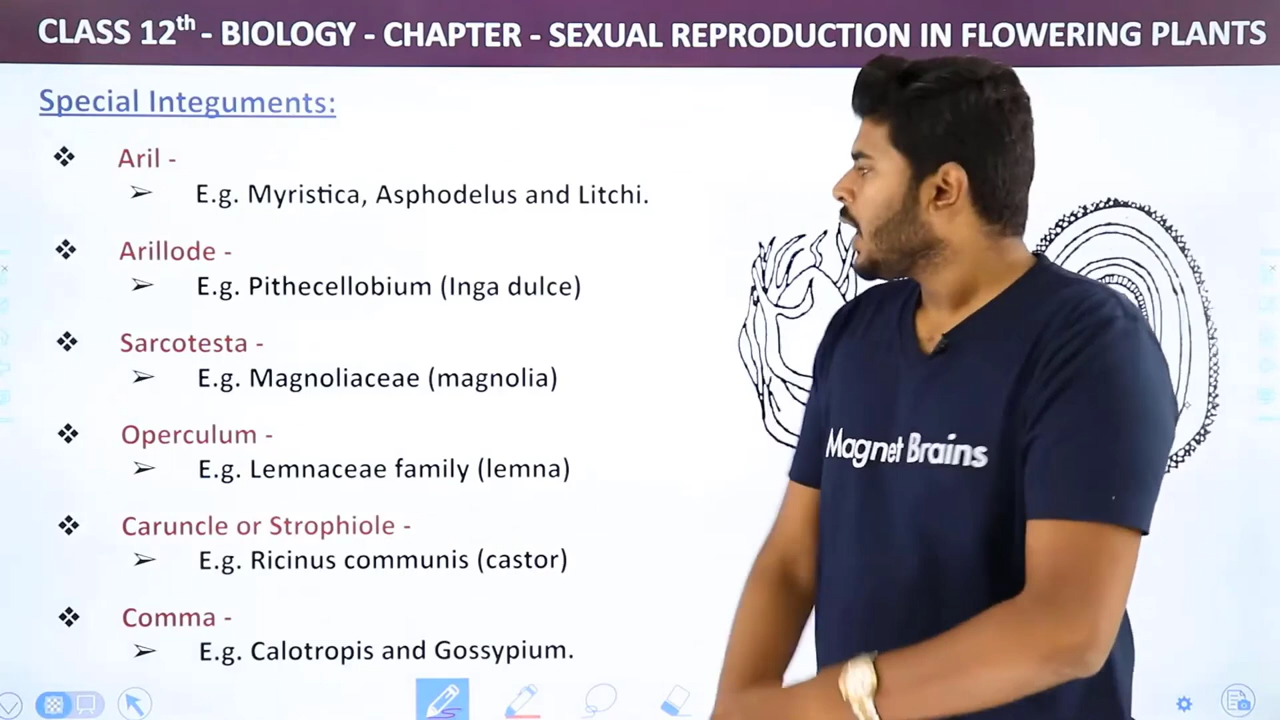 CLASS 12th - BIOLOGY - CHAPTER - SEXUAL REPRODUCTION IN FLOWERING PLANTS
Special Integuments:
❖ Aril -
➢ E.g. Myristica, Asphodelus and Litchi.
❖ Arillode -
➢ E.g. Pithecellobium (Inga dulce)
❖ Sarcotesta -
➢ E.g. Magnoliaceae (magnolia)
❖ Operculum -
➢ E.g. Lemnaceae family (lemna)
❖ Caruncle or Strophiole -
➢ E.g. Ricinus communis (castor)
❖ Comma -
➢ E.g. Calotropis and Gossypium.
Magnet Brains